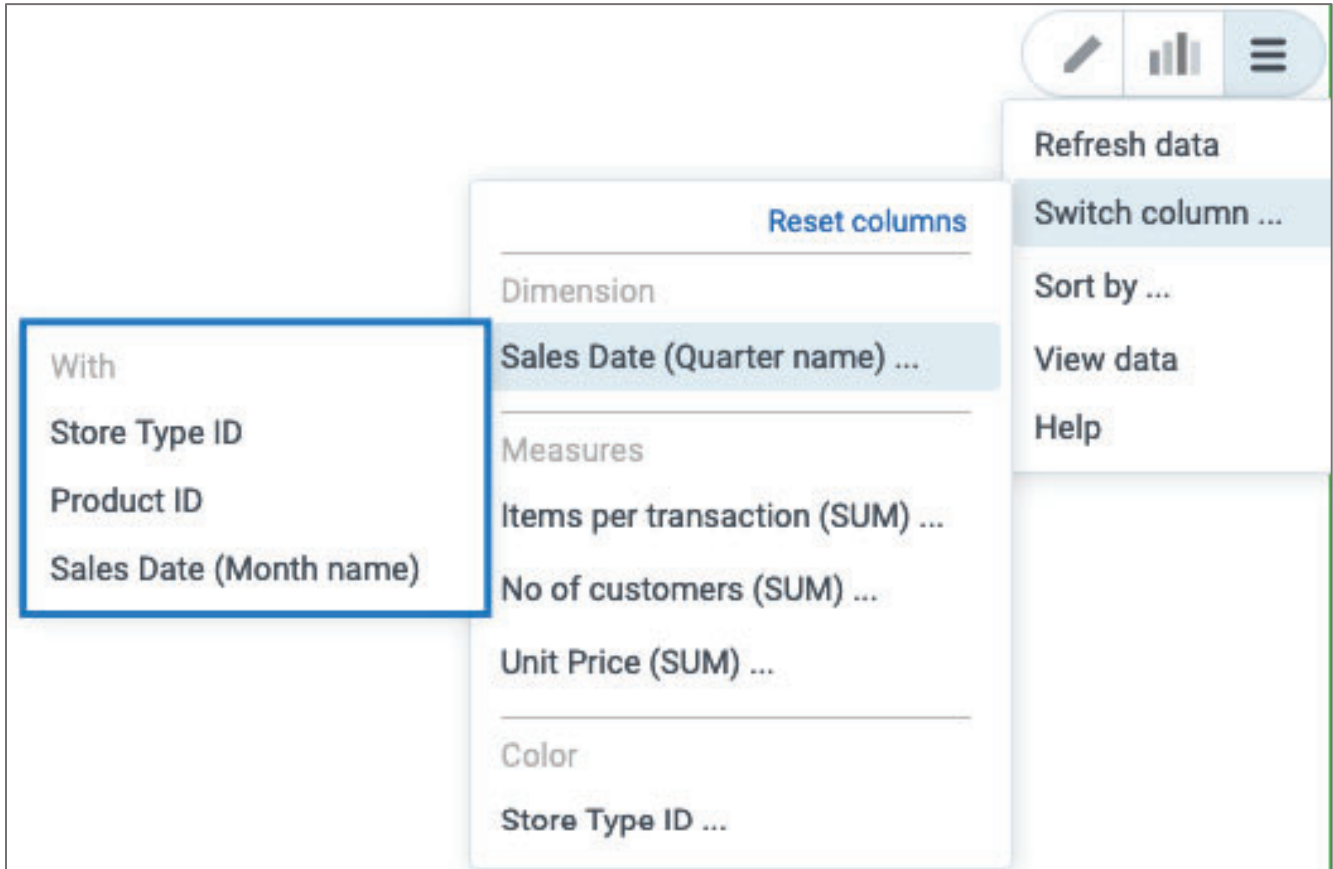 Refresh data
Switch column ...
Sort by ...
View data
Help
Reset columns
Dimension
Sales Date (Quarter name) ...
Measures
Items per transaction (SUM) ...
No of customers (SUM) ...
Unit Price (SUM) ...
Color
Store Type ID ...
With
Store Type ID
Product ID
Sales Date (Month name)